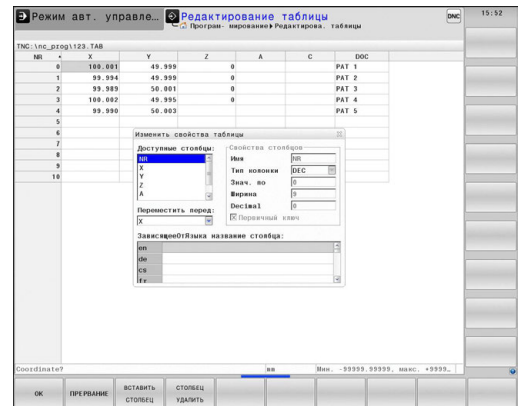 Режим авт. управле…
Редактирование таблицы
Програм- мирование▸Редактирова. таблицы
DNC
15:52
TNC:\nc_prog\123.TAB
NR X Y Z A C DOC
0 100.001 49.999 0 PAT 1
1 99.994 49.999 0 PAT 2
2 99.989 50.001 0 PAT 3
3 100.002 49.995 0 PAT 4
4 99.990 50.003 PAT 5
5
6
7
8
9
10
Изменить свойства таблицы
Доступные столбцы:
NR
X
Y
Z
A
Переместить перед:
X
Свойства столбцов
Имя NR
Тип колонки DEC
Знач. по 0
Ширина 9
Decimal 0
Первичный ключ
ЗависящееОтЯзыка название столбца:
en
de
cs
fr
Coordinate? мм Мин. -99999.99999, макс. +9999…
ОК
ПРЕРВАНИЕ
ВСТАВИТЬ
СТОЛБЕЦ
СТОЛБЕЦ
УДАЛИТЬ